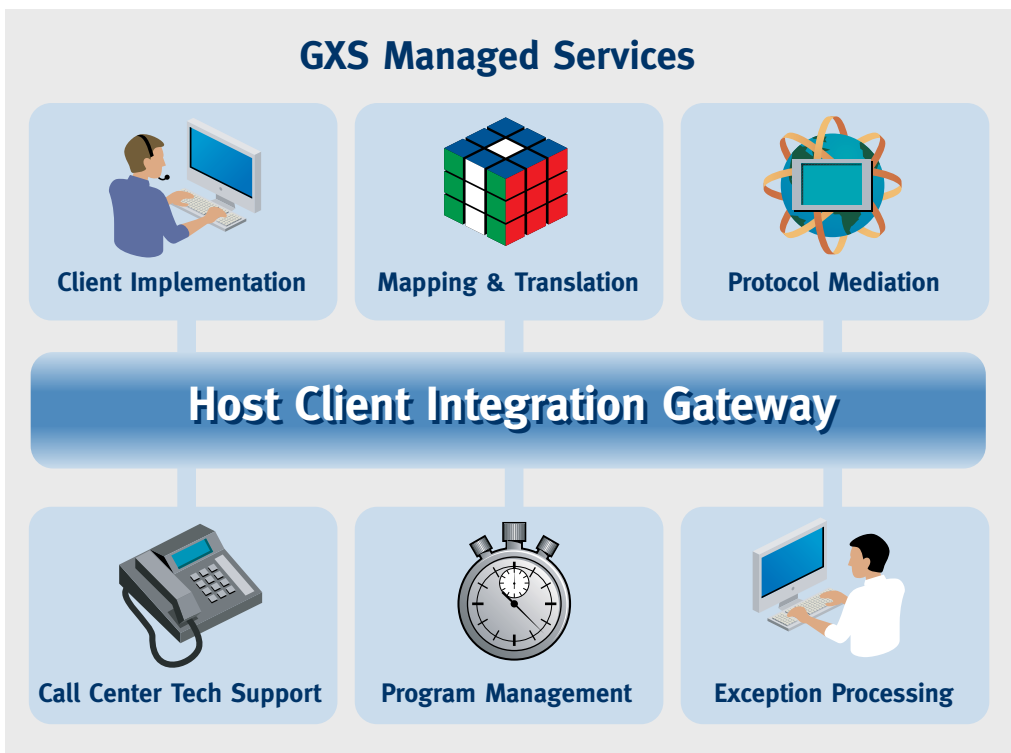 GXS Managed Services
Client Implementation
Mapping & Translation
Protocol Mediation
Host Client Integration Gateway
Call Center Tech Support
Program Management
Exception Processing